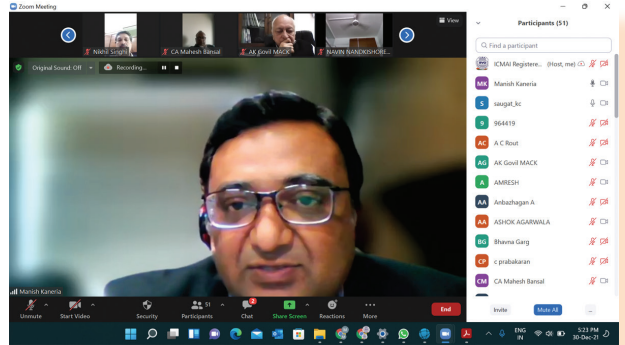 Zoom Meeting
View
Nikhil Singhi
CA Mahesh Bansal
AK Govil MACK
NAVIN NANDKISHORE...
Original Sound: Off
Recording...
Manish Kaneria
Unmute
Start Video
Security
51
Participants
2
Chat
Share Screen
Reactions
More
End
Participants (51)
Find a participant
ICMAI Registere... (Host, me)
MK Manish Kaneria
S saugat_kc
9 964419
AC A C Rout
AG AK Govil MACK
A AMRESH
AA Anbazhagan A
AA ASHOK AGARWALA
BG Bhavna Garg
CP c prabakaran
CM CA Mahesh Bansal
Invite
Mute All
...
ENG
IN
5:23 PM
30-Dec-21